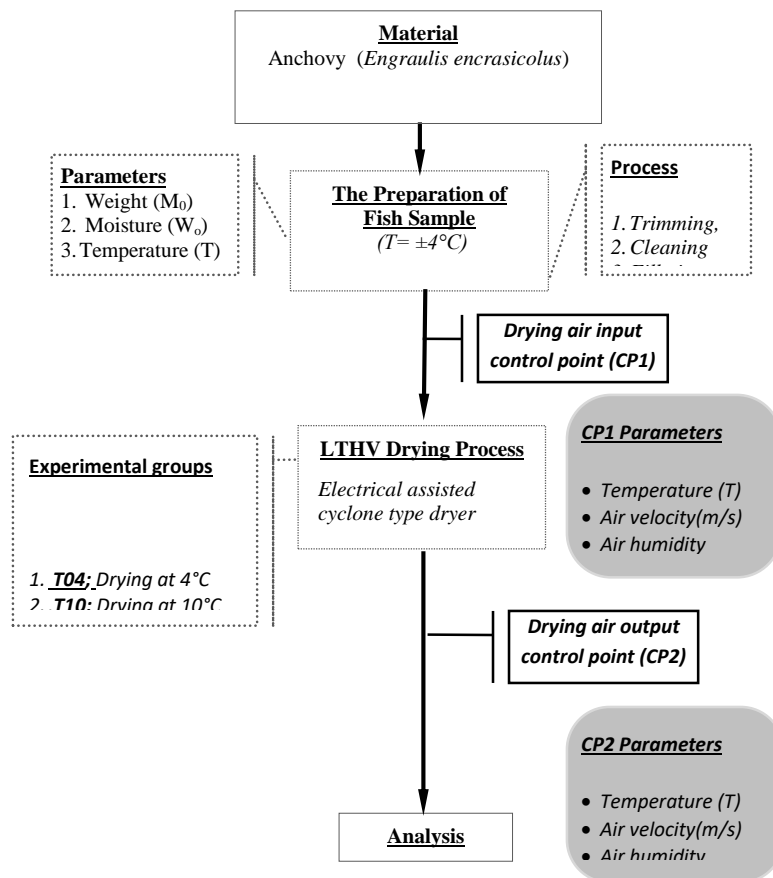 Material
Anchovy (Engraulis encrasicolus)
Parameters
1. Weight (M₀)
2. Moisture (Wₒ)
3. Temperature (T)
The Preparation of
Fish Sample
(T= ±4°C)
Process
1. Trimming,
2. Cleaning
Drying air input
control point (CP1)
Experimental groups
1. T04; Drying at 4°C
2. T10; Drying at 10°C
LTHV Drying Process
Electrical assisted
cyclone type dryer
CP1 Parameters
• Temperature (T)
• Air velocity(m/s)
• Air humidity
Drying air output
control point (CP2)
CP2 Parameters
• Temperature (T)
• Air velocity(m/s)
• Air humidity
Analysis